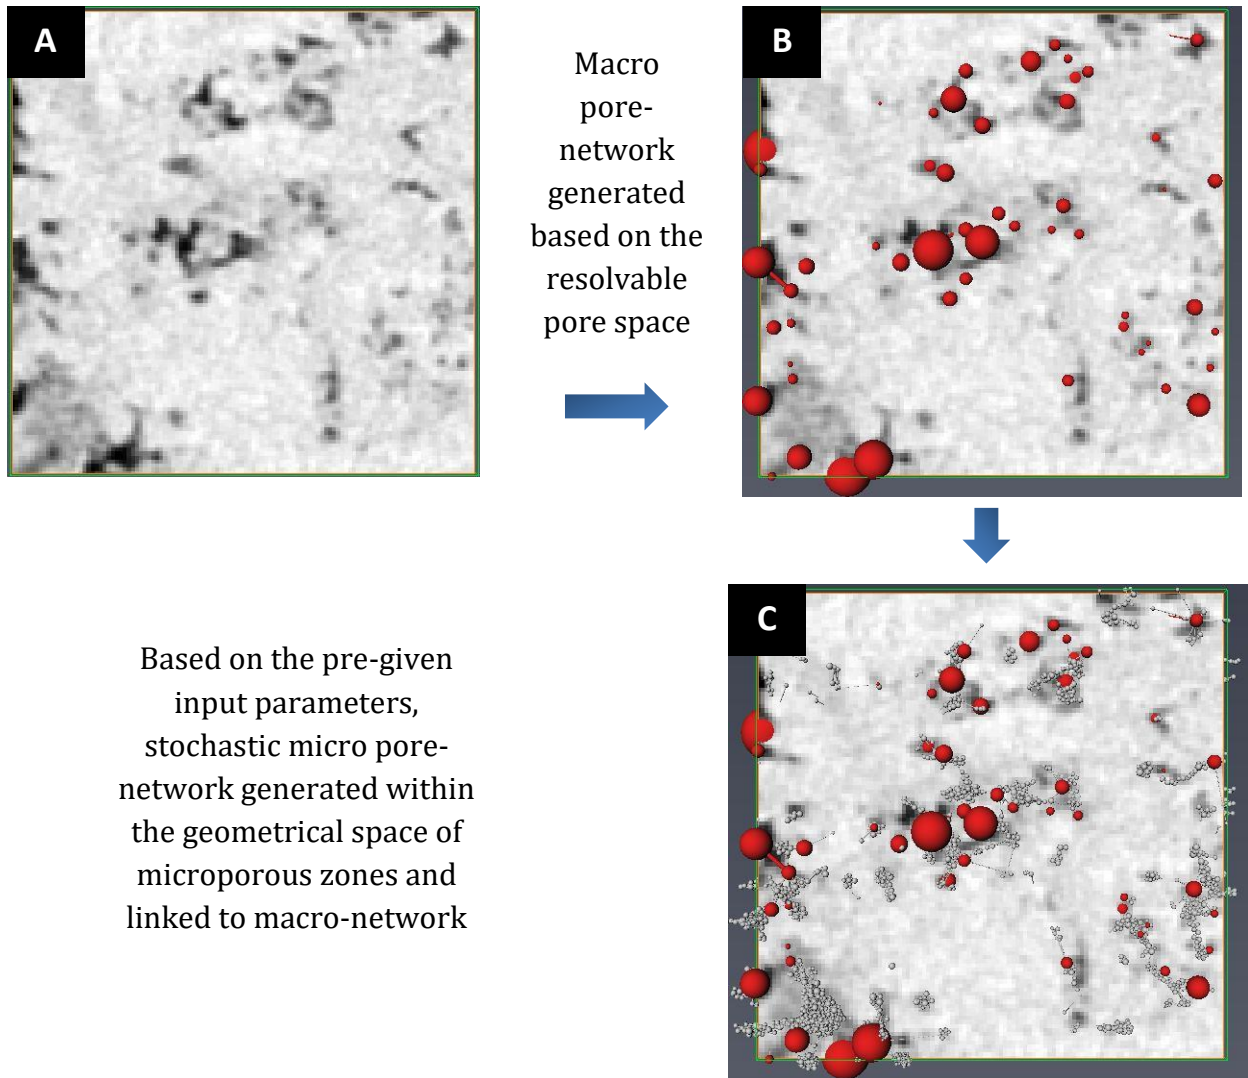 A
Macro
pore-
network
generated
based on the
resolvable
pore space
B
Based on the pre-given
input parameters,
stochastic micro pore-
network generated within
the geometrical space of
microporous zones and
linked to macro-network
C